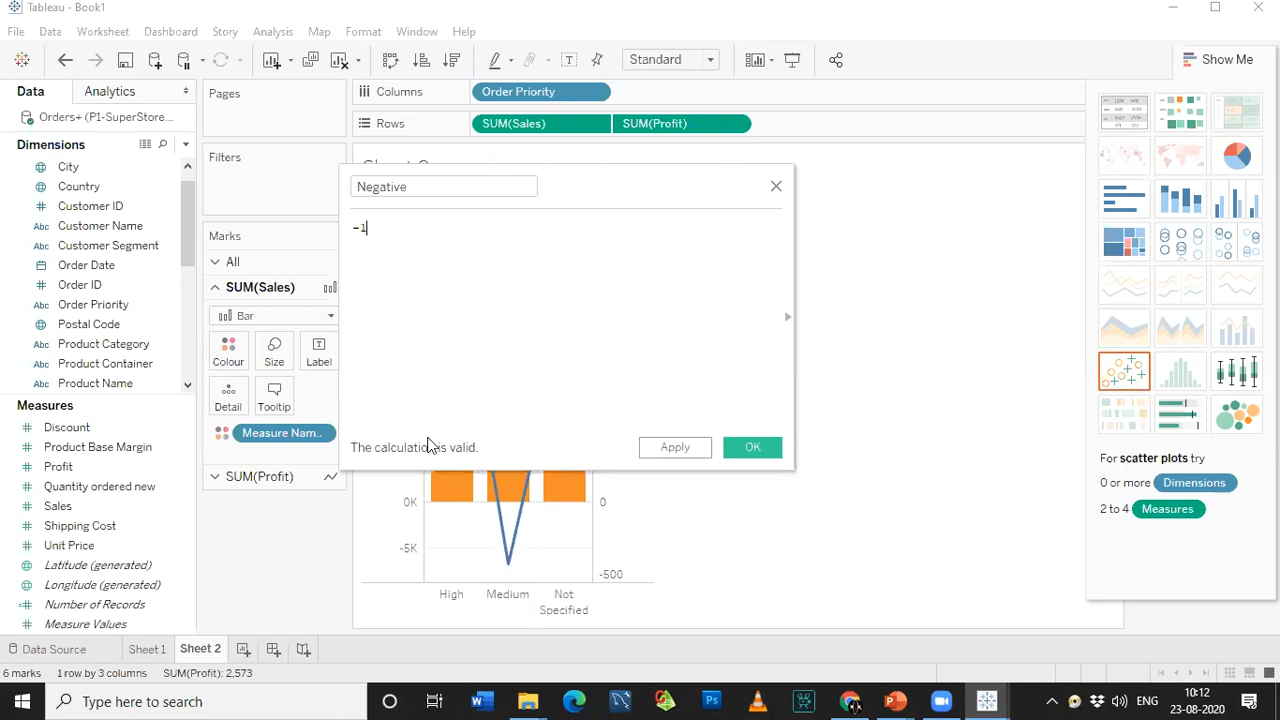 Tableau - Book1
File Data Worksheet Dashboard Story Analysis Map Format Window Help
Standard
Show Me
Data Analytics
Orders+ (P1-SuperStore...
Dimensions
City
Country
Customer ID
Customer Name
Customer Segment
Order Date
Order ID
Order Priority
Postal Code
Product Category
Product Container
Product Name
Measures
Discount
Product Base Margin
Profit
Quantity ordered new
Sales
Shipping Cost
Unit Price
Latitude (generated)
Longitude (generated)
Number of Records
Measure Values
Pages
Filters
Marks
All
SUM(Sales)
Bar
Colour Size Label
Detail Tooltip
Measure Nam..
SUM(Profit)
Columns Order Priority
Rows SUM(Sales) SUM(Profit)
Negative
-1
The calculation is valid.
Apply OK
0K 0
-5K
-500
High Medium Not
Specified
For scatter plots try
0 or more Dimensions
2 to 4 Measures
Data Source Sheet 1 Sheet 2
6 marks 1 row by 3 columns SUM(Profit): 2,573
Type here to search
ENG
10:12
23-08-2020